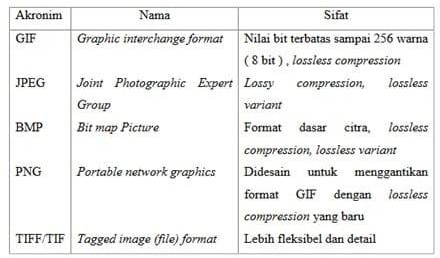 Akronim Nama Sifat
GIF Graphic interchange format Nilai bit terbatas sampai 256 warna
( 8 bit ) , lossless compression
JPEG Joint Photographic Expert Lossy compression, lossless
Group variant
BMP Bit map Picture Format dasar citra, lossless
compression, lossless variant
PNG Portable network graphics Didesain untuk menggantikan
format GIF dengan lossless
compression yang baru
TIFF/TIF Tagged image (file) format Lebih fleksibel dan detail